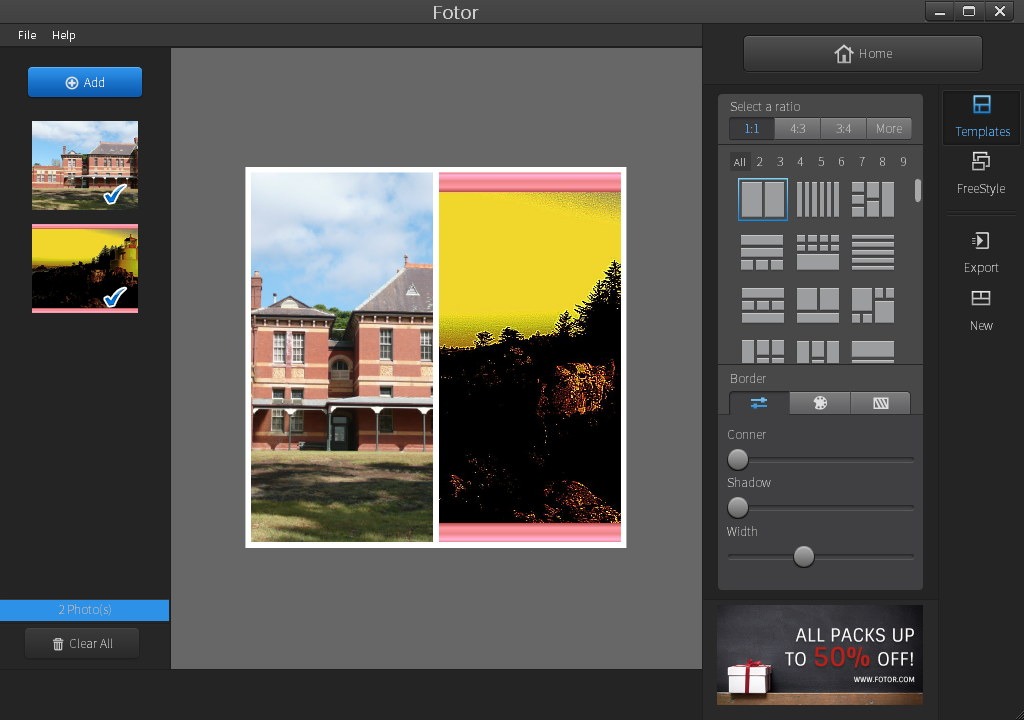 Fotor
File Help
Home
Add
Select a ratio
1:1 4:3 3:4 More
Templates
All 2 3 4 5 6 7 8 9
FreeStyle
Export
New
Border
Conner
Shadow
Width
2 Photo(s)
Clear All
ALL PACKS UP
TO 50% OFF!
WWW.FOTOR.COM